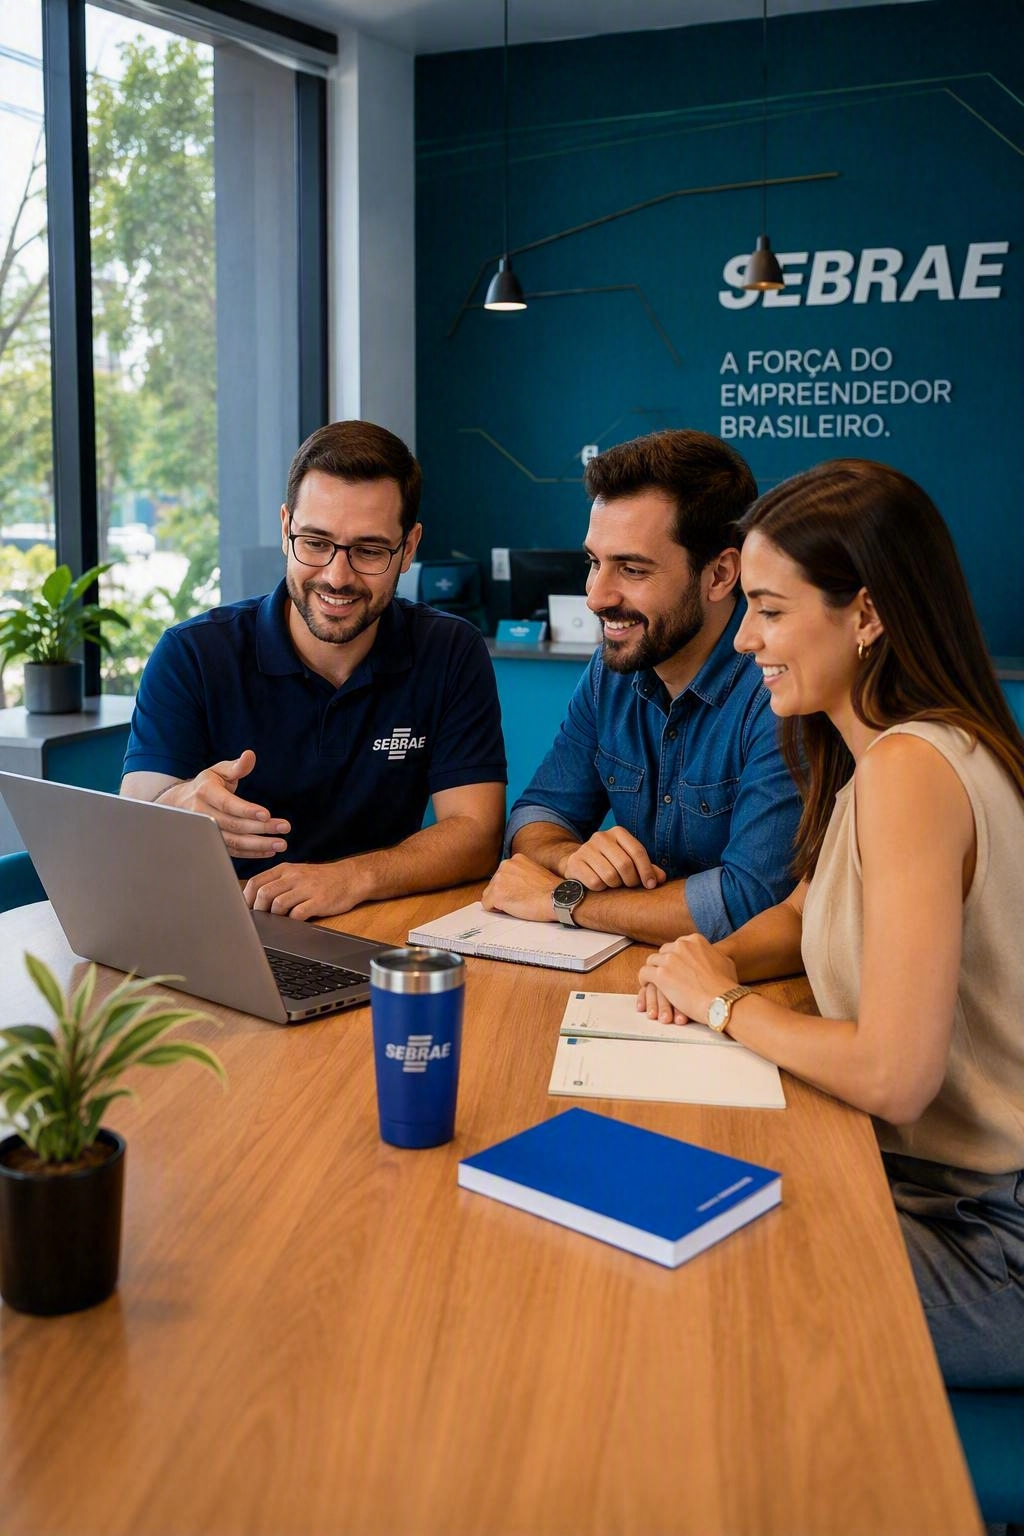 SEBRAE
A FORÇA DO
EMPREENDEDOR
BRASILEIRO.
SEBRAE
SEBRAE